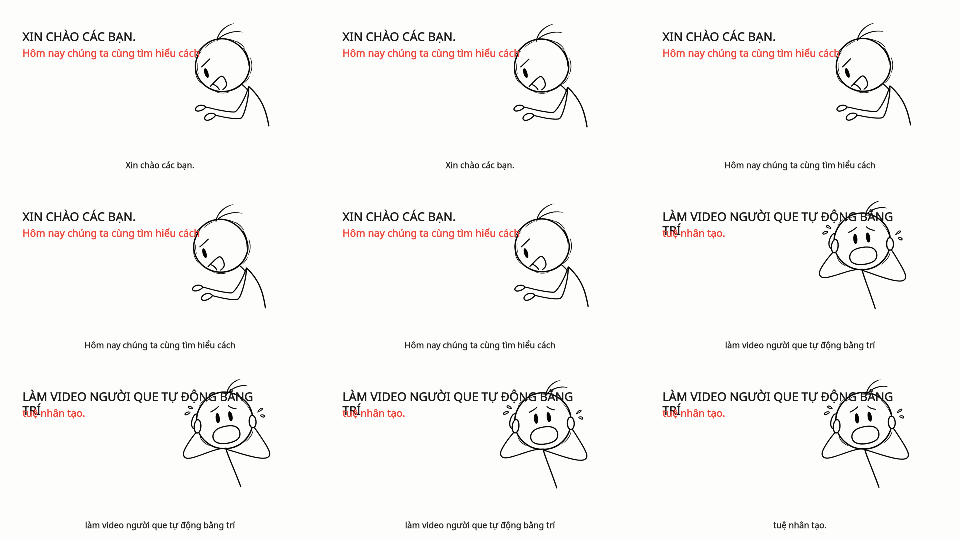 XIN CHÀO CÁC BẠN.
Hôm nay chúng ta cùng tìm hiểu cách
Xin chào các bạn.
XIN CHÀO CÁC BẠN.
Hôm nay chúng ta cùng tìm hiểu cách
Xin chào các bạn.
XIN CHÀO CÁC BẠN.
Hôm nay chúng ta cùng tìm hiểu cách
Hôm nay chúng ta cùng tìm hiểu cách
XIN CHÀO CÁC BẠN.
Hôm nay chúng ta cùng tìm hiểu cách
Hôm nay chúng ta cùng tìm hiểu cách
XIN CHÀO CÁC BẠN.
Hôm nay chúng ta cùng tìm hiểu cách
Hôm nay chúng ta cùng tìm hiểu cách
LÀM VIDEO NGƯỜI QUE TỰ ĐỘNG BẰNG
TRÍ
tuệ nhân tạo.
làm video người que tự động bằng trí
LÀM VIDEO NGƯỜI QUE TỰ ĐỘNG BẰNG
TRÍ
tuệ nhân tạo.
làm video người que tự động bằng trí
LÀM VIDEO NGƯỜI QUE TỰ ĐỘNG BẰNG
TRÍ
tuệ nhân tạo.
làm video người que tự động bằng trí
LÀM VIDEO NGƯỜI QUE TỰ ĐỘNG BẰNG
TRÍ
tuệ nhân tạo.
tuệ nhân tạo.